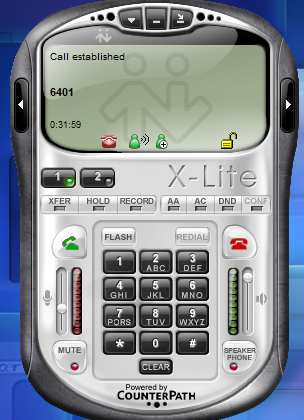 Call established
6401
0:31:59
1 2 X-Lite
XFER HOLD RECORD AA AC DND CONF
FLASH REDIAL
1 2 ABC 3 DEF
4 GHI 5 JKL 6 MNO
7 PQRS 8 TUV 9 WXYZ
* 0 #
MUTE CLEAR SPEAKER PHONE
Powered by
COUNTERPATH